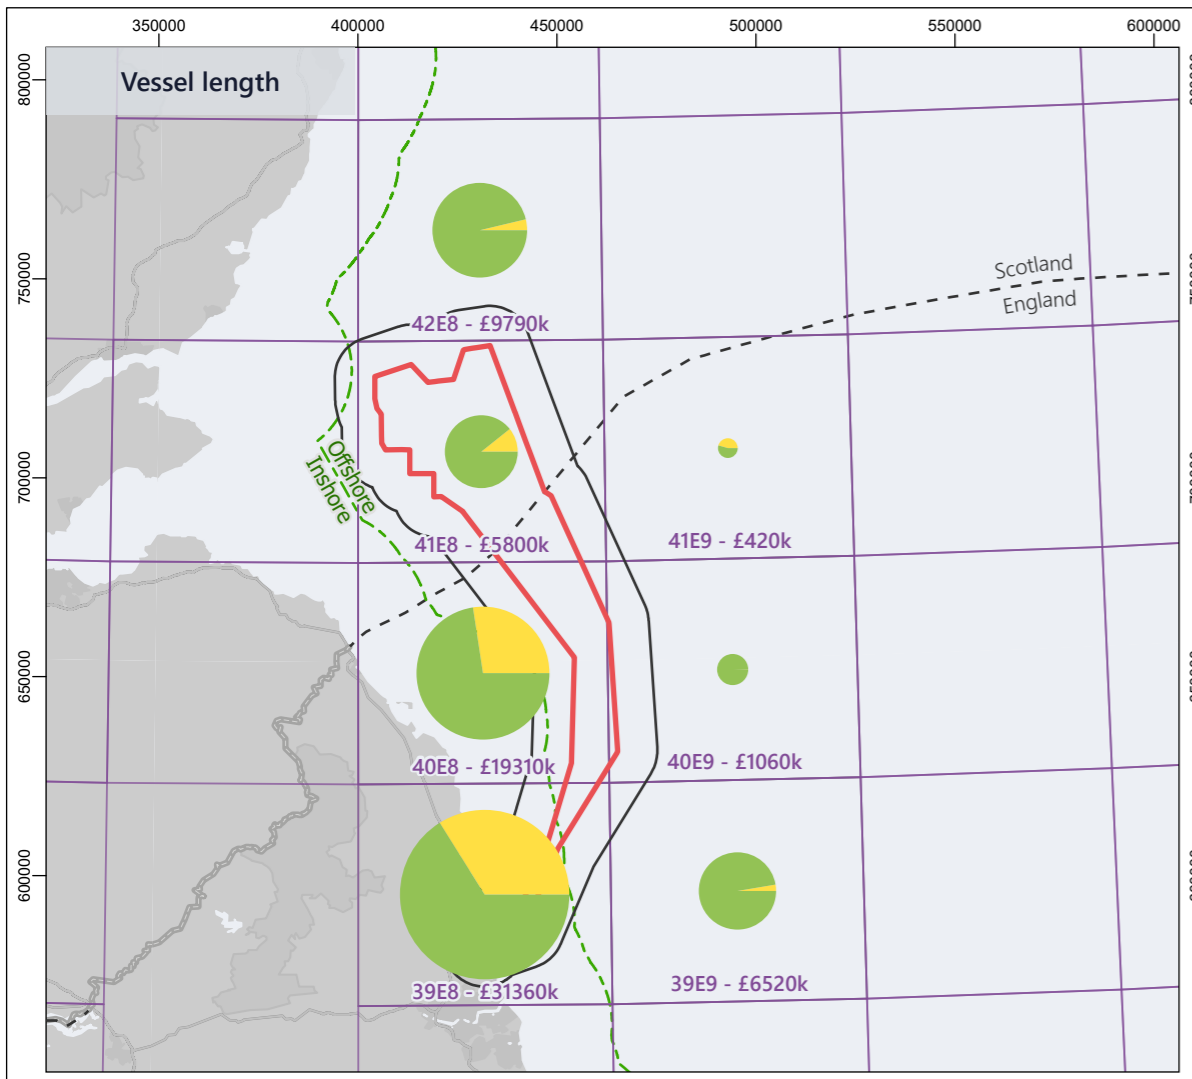 350000 400000 450000 500000 550000 600000
Vessel length
800000
750000
Scotland
England
42E8 - £9790k
700000
Offshore
Inshore
41E8 - £5800k
41E9 - £420k
650000
40E8 - £19310k
40E9 - £1060k
600000
39E8 - £31360k
39E9 - £6520k